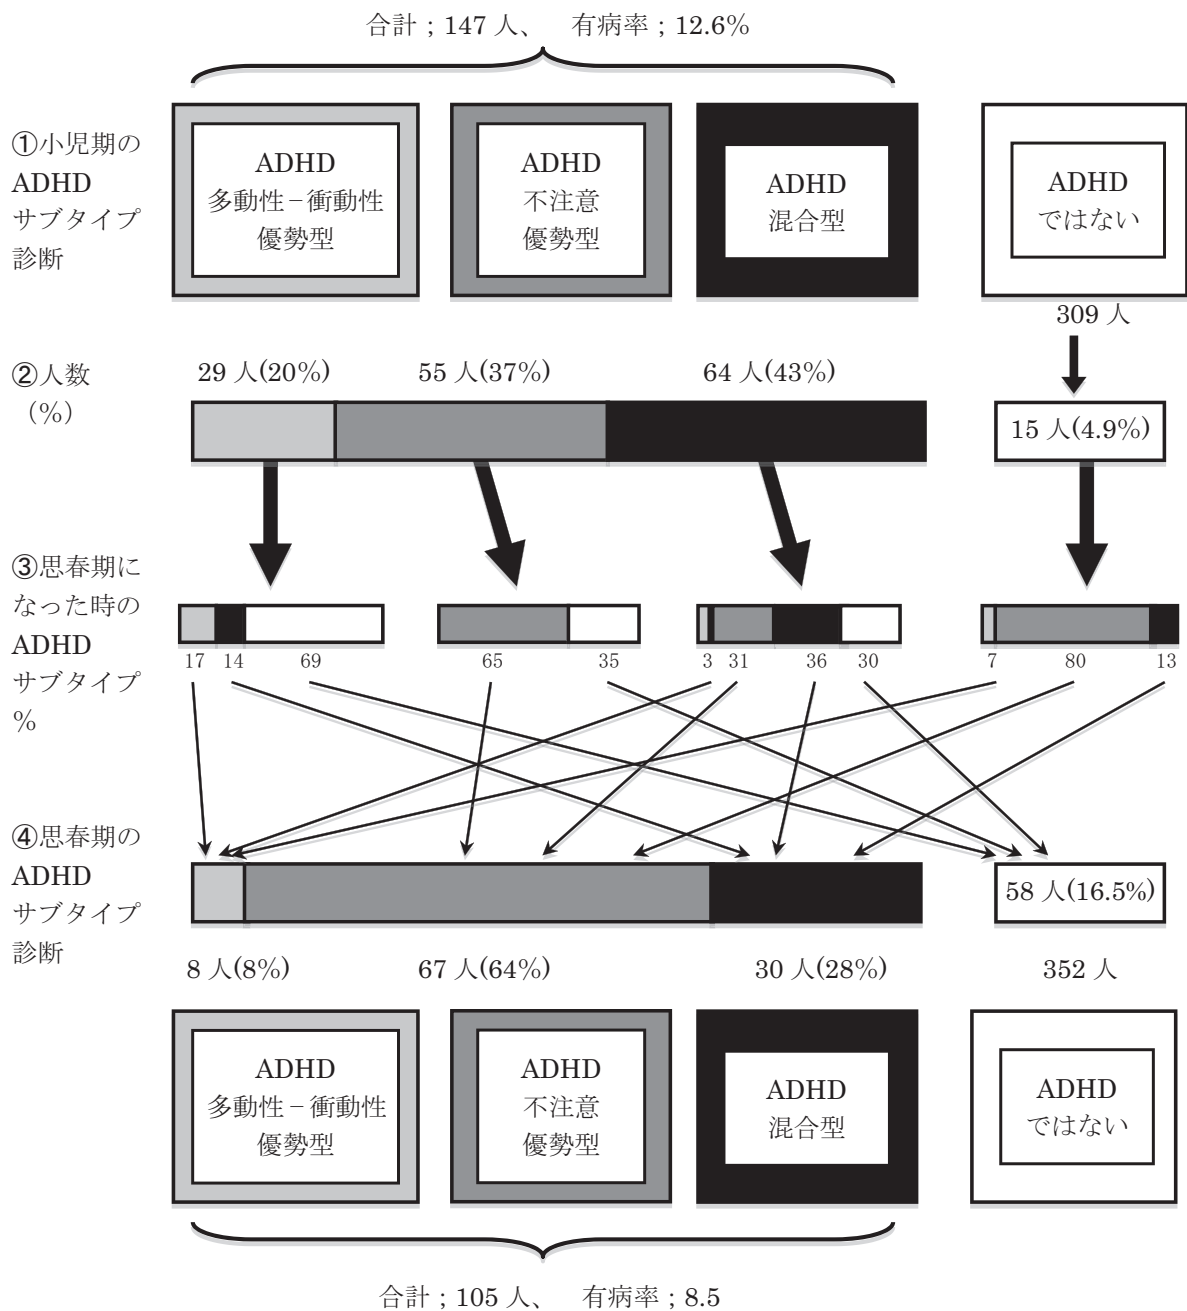 合計；147 人、　有病率；12.6%
①小児期の
ADHD
サブタイプ
診断
ADHD
多動性－衝動性
優勢型
ADHD
不注意
優勢型
ADHD
混合型
ADHD
ではない
309 人
②人数
（%）
29 人(20%)
55 人(37%)
64 人(43%)
15 人(4.9%)
③思春期に
なった時の
ADHD
サブタイプ
%
17
14
69
65
35
3
31
36
30
7
80
13
④思春期の
ADHD
サブタイプ
診断
58 人(16.5%)
8 人(8%)
67 人(64%)
30 人(28%)
352 人
ADHD
多動性－衝動性
優勢型
ADHD
不注意
優勢型
ADHD
混合型
ADHD
ではない
合計；105 人、　有病率；8.5